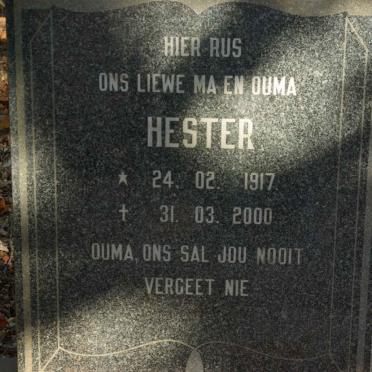 HIER RUS
ONS LIEWE MA EN OUMA
HESTER
* 24. 02. 1917
† 31. 03. 2000
OUMA, ONS SAL JOU NOOIT
VERGEET NIE